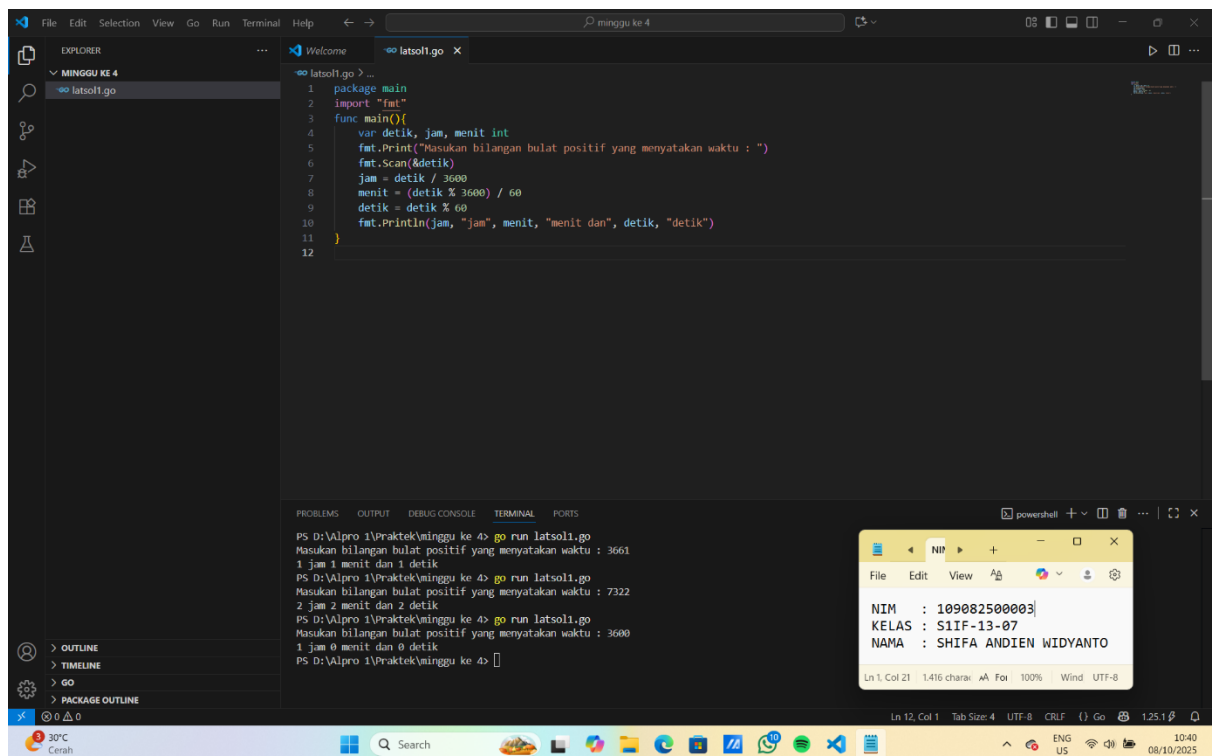 File Edit Selection View Go Run Terminal Help
minggu ke 4
EXPLORER
MINGGU KE 4
latsol1.go
Welcome
latsol1.go
latsol1.go > ...
1 package main
2 import "fmt"
3 func main(){
4 var detik, jam, menit int
5 fmt.Print("Masukan bilangan bulat positif yang menyatakan waktu : ")
6 fmt.Scan(&detik)
7 jam = detik / 3600
8 menit = (detik % 3600) / 60
9 detik = detik % 60
10 fmt.Println(jam, "jam", menit, "menit dan", detik, "detik")
11 }
12
PROBLEMS OUTPUT DEBUG CONSOLE TERMINAL PORTS
powershell
PS D:\Alpro 1\Praktek\minggu ke 4> go run latsol1.go
Masukan bilangan bulat positif yang menyatakan waktu : 3661
1 jam 1 menit dan 1 detik
PS D:\Alpro 1\Praktek\minggu ke 4> go run latsol1.go
Masukan bilangan bulat positif yang menyatakan waktu : 7322
2 jam 2 menit dan 2 detik
PS D:\Alpro 1\Praktek\minggu ke 4> go run latsol1.go
Masukan bilangan bulat positif yang menyatakan waktu : 3600
1 jam 0 menit dan 0 detik
PS D:\Alpro 1\Praktek\minggu ke 4>
File Edit View
NIM : 109082500003
KELAS : S1IF-13-07
NAMA : SHIFA ANDIEN WIDYANTO
Ln 1, Col 21 1.416 charac 100% Wind UTF-8
OUTLINE
TIMELINE
GO
PACKAGE OUTLINE
0 0
Ln 12, Col 1 Tab Size: 4 UTF-8 CRLF {} Go 1.25.1
3
30°C
Cerah
Search
10
ENG
US
10:40
08/10/2025